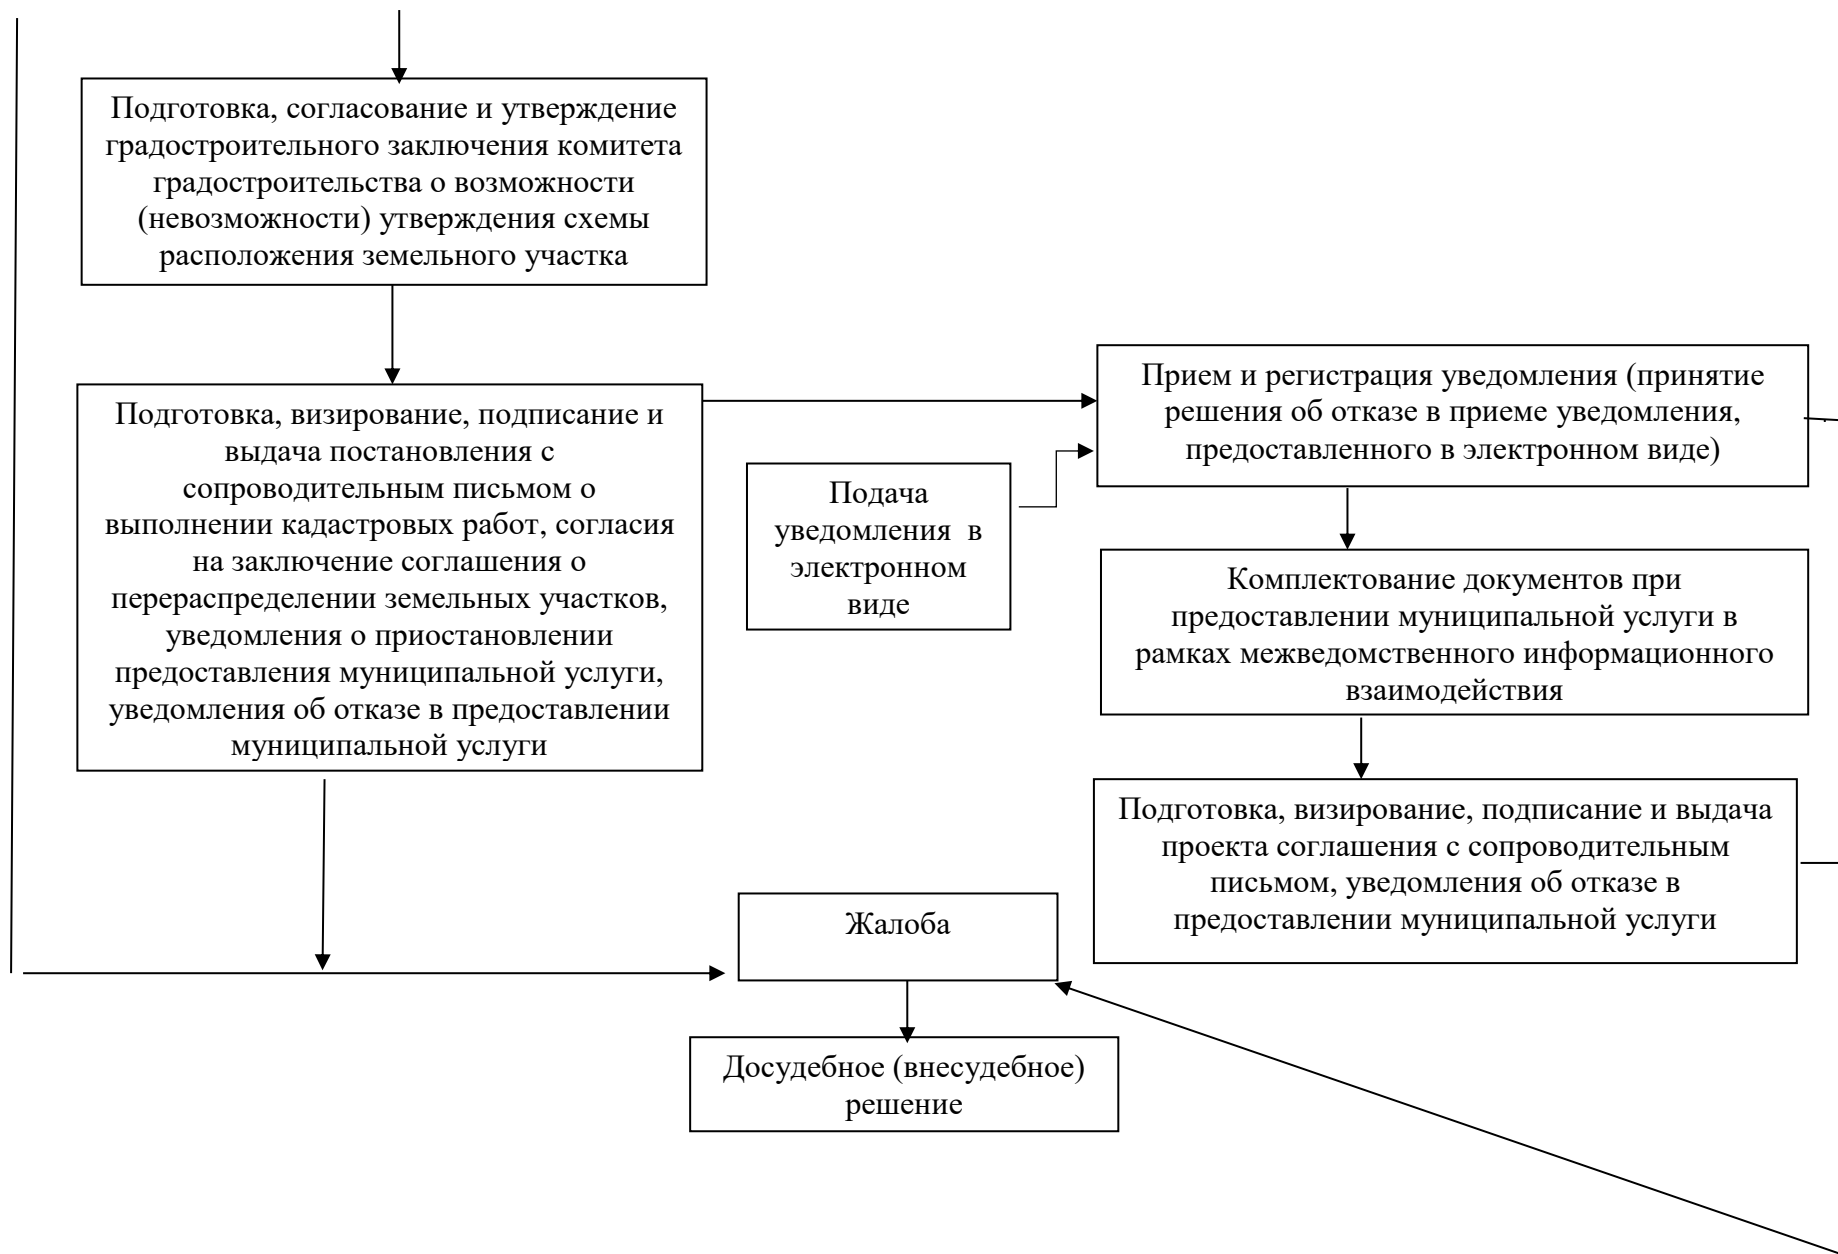 Подготовка, согласование и утверждение
градостроительного заключения комитета
градостроительства о возможности
(невозможности) утверждения схемы
расположения земельного участка
Подготовка, визирование, подписание и
выдача постановления с
сопроводительным письмом о
выполнении кадастровых работ, согласия
на заключение соглашения о
перераспределении земельных участков,
уведомления о приостановлении
предоставления муниципальной услуги,
уведомления об отказе в предоставлении
муниципальной услуги
Подача
уведомления в
электронном
виде
Прием и регистрация уведомления (принятие
решения об отказе в приеме уведомления,
предоставленного в электронном виде)
Комплектование документов при
предоставлении муниципальной услуги в
рамках межведомственного информационного
взаимодействия
Подготовка, визирование, подписание и выдача
проекта соглашения с сопроводительным
письмом, уведомления об отказе в
предоставлении муниципальной услуги
Жалоба
Досудебное (внесудебное)
решение